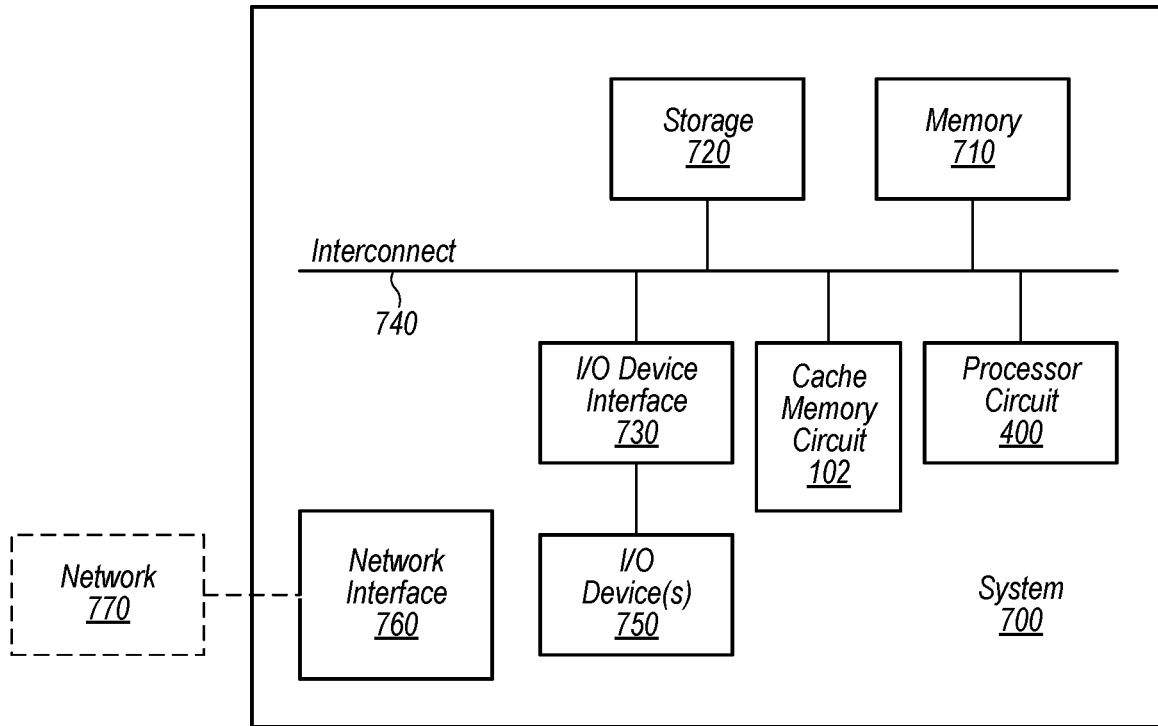 Storage
720
Memory
710
Interconnect
740
I/O Device
Interface
730
Cache
Memory
Circuit
102
Processor
Circuit
400
Network
770
Network
Interface
760
I/O
Device(s)
750
System
700